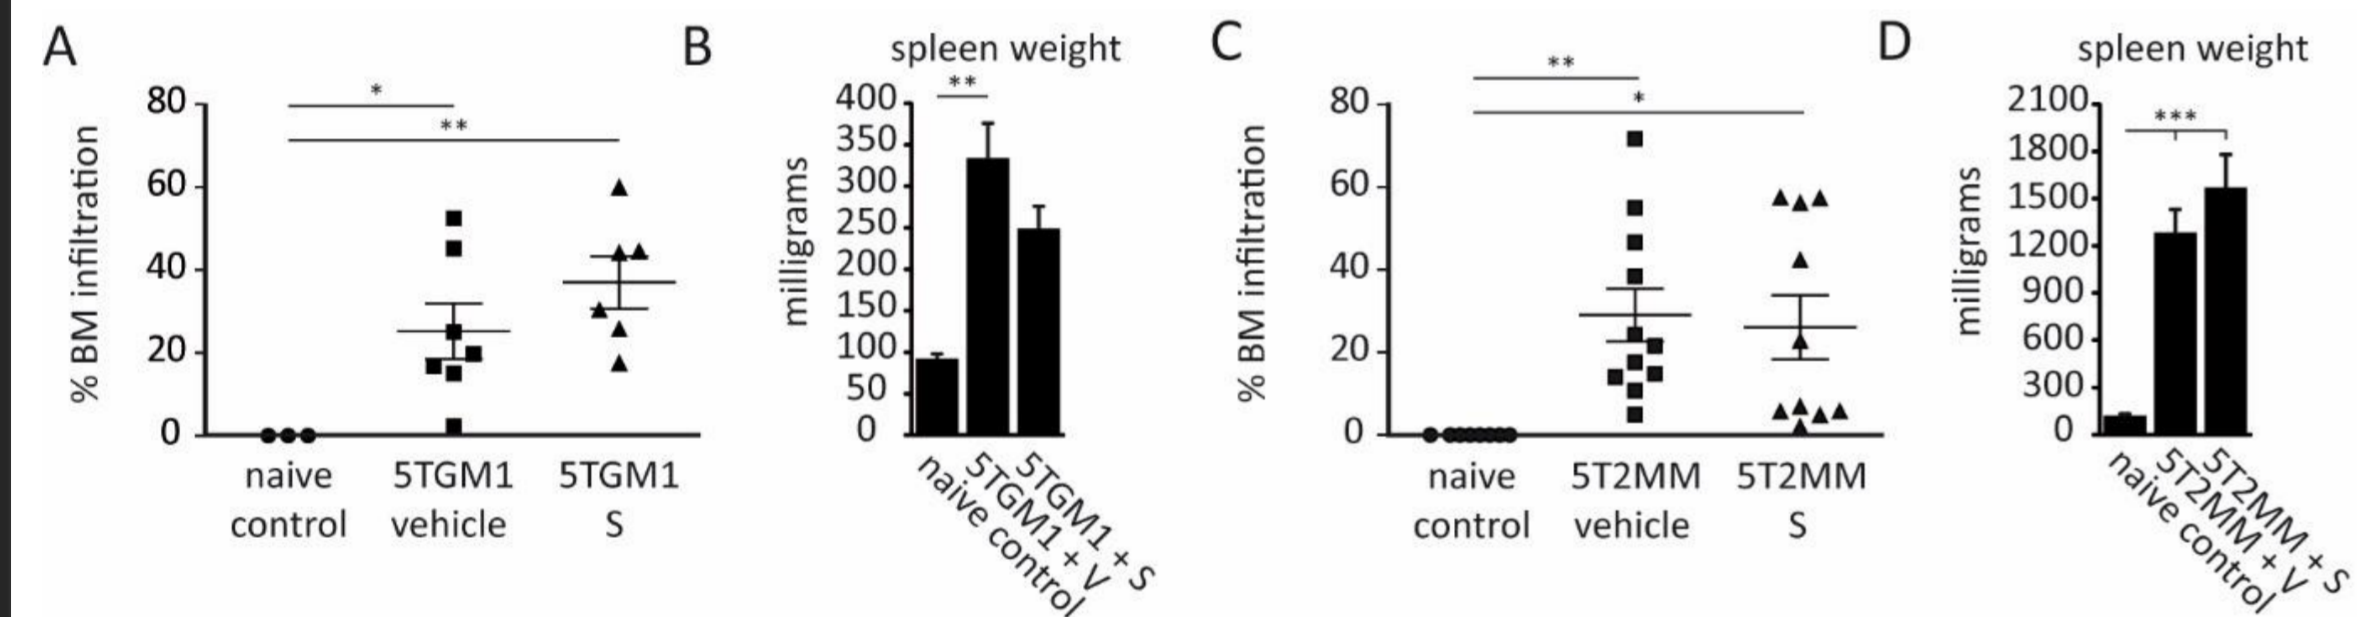 A
% BM infiltration
80
60
40
20
0
*
**
naive
control
5TGM1
vehicle
5TGM1
S
B
spleen weight
milligrams
400
350
300
250
200
150
100
50
0
**
naive control
5TGM1 + V
5TGM1 + S
C
% BM infiltration
80
60
40
20
0
**
*
naive
control
5T2MM
vehicle
5T2MM
S
D
spleen weight
milligrams
2100
1800
1500
1200
900
600
300
0
***
naive control
5T2MM + V
5T2MM + S